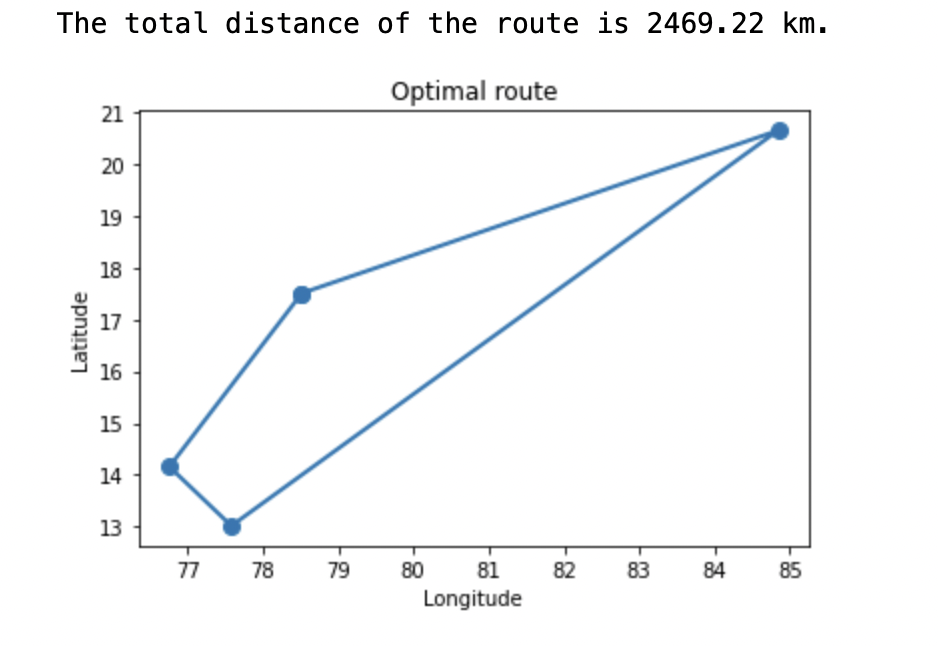 The total distance of the route is 2469.22 km.
Optimal route
21
20
19
18
17
16
15
14
13
Latitude
77 78 79 80 81 82 83 84 85
Longitude